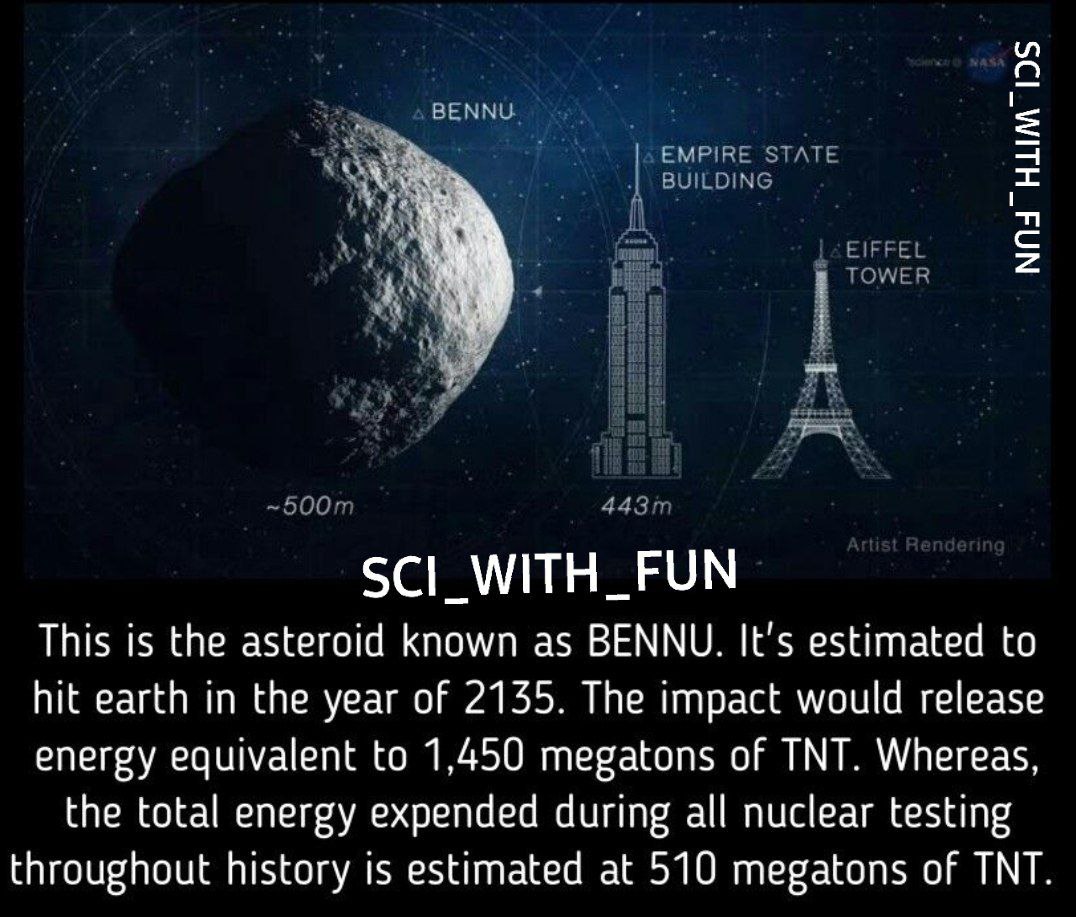 "science @ NASA
SCI_WITH_FUN
△ BENNU
△ EMPIRE STATE
BUILDING
△ EIFFEL
TOWER
~500m
443m
Artist Rendering
SCI_WITH_FUN
This is the asteroid known as BENNU. It's estimated to
hit earth in the year of 2135. The impact would release
energy equivalent to 1,450 megatons of TNT. Whereas,
the total energy expended during all nuclear testing
throughout history is estimated at 510 megatons of TNT.